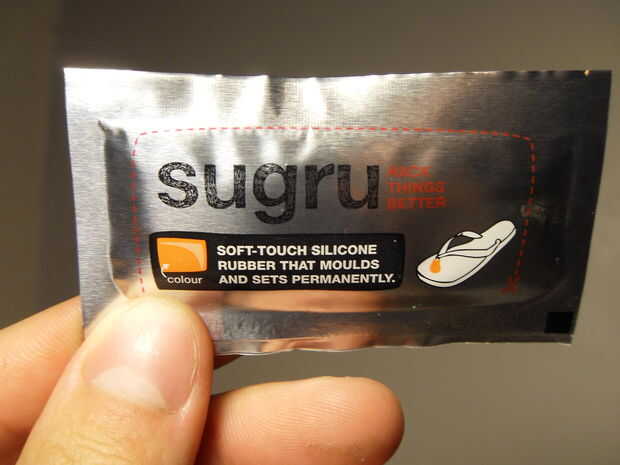 sugru
HACK
THINGS
BETTER
SOFT-TOUCH SILICONE
RUBBER THAT MOULDS
AND SETS PERMANENTLY.
colour